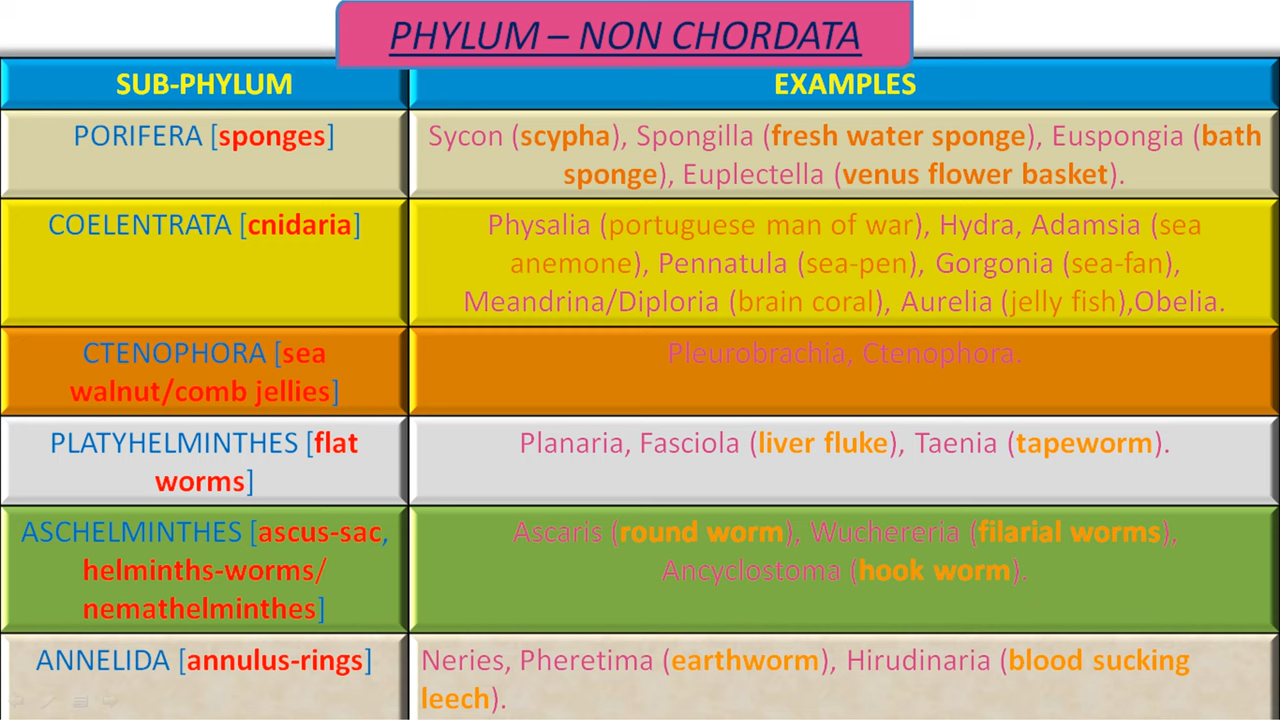 PHYLUM – NON CHORDATA
SUB-PHYLUM
EXAMPLES
PORIFERA [sponges]
Sycon (scypha), Spongilla (fresh water sponge), Euspongia (bath
sponge), Euplectella (venus flower basket).
COELENTRATA [cnidaria]
Physalia (portuguese man of war), Hydra, Adamsia (sea
anemone), Pennatula (sea-pen), Gorgonia (sea-fan),
Meandrina/Diploria (brain coral), Aurelia (jelly fish),Obelia.
CTENOPHORA [sea
walnut/comb jellies]
Pleurobrachia, Ctenophora.
PLATYHELMINTHES [flat
worms]
Planaria, Fasciola (liver fluke), Taenia (tapeworm).
ASCHELMINTHES [ascus-sac,
helminths-worms/
nemathelminthes]
Ascaris (round worm), Wuchereria (filarial worms),
Ancyclostoma (hook worm).
ANNELIDA [annulus-rings]
Neries, Pheretima (earthworm), Hirudinaria (blood sucking
leech).